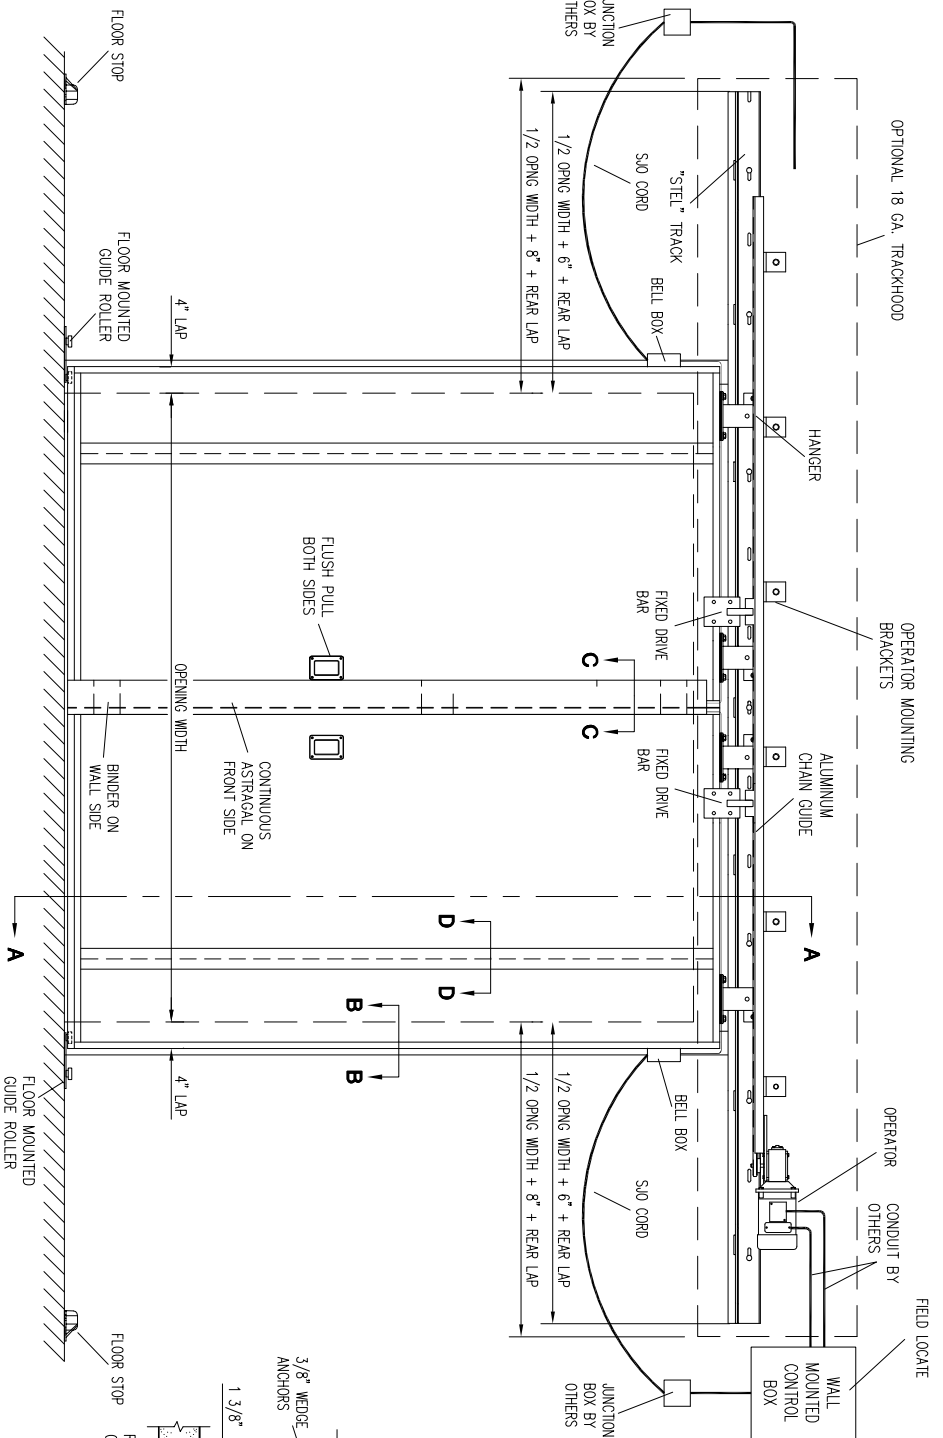 FIELD LOCATE
OPTIONAL 18 GA. TRACKHOOD
OPERATOR MOUNTING
BRACKETS
OPERATOR
CONDUIT BY
OTHERS
HANGER
ALUMINUM
CHAIN GUIDE
A
WALL
MOUNTED
CONTROL
BOX
"STEL" TRACK
BELL BOX
FIXED DRIVE
BAR
FIXED DRIVE
BAR
BELL BOX
SJO CORD
SJO CORD
UNCTION
OX BY
THERS
C
C
JUNCTION
BOX BY
OTHERS
1/2 OPNG WIDTH + 6" + REAR LAP
1/2 OPNG WIDTH + 6" + REAR LAP
1/2 OPNG WIDTH + 8" + REAR LAP
1/2 OPNG WIDTH + 8" + REAR LAP
D
D
B
B
FLUSH PULL
BOTH SIDES
CONTINUOUS
ASTRAGAL ON
FRONT SIDE
3/8" WEDGE
ANCHORS
1 3/8"
4" LAP
OPENING WIDTH
4" LAP
FLOOR MOUNTED
GUIDE ROLLER
BINDER ON
WALL SIDE
FLOOR STOP
FLOOR STOP
FLOOR MOUNTED
GUIDE ROLLER
A